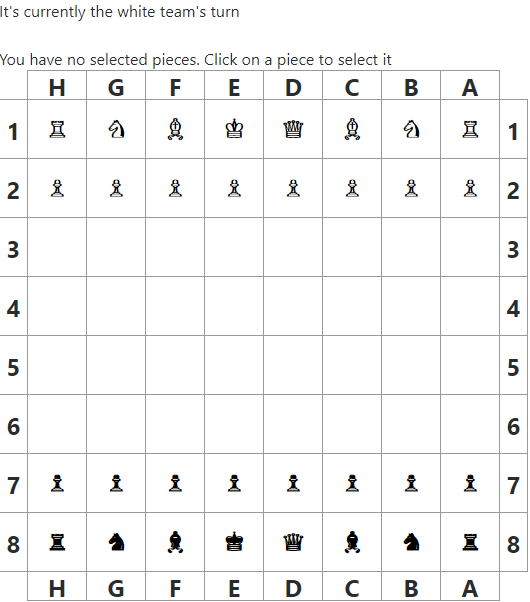 It's currently the white team's turn
You have no selected pieces. Click on a piece to select it
H G F E D C B A
1 ♖ ♘ ♗ ♔ ♕ ♗ ♘ ♖ 1
2 ♙ ♙ ♙ ♙ ♙ ♙ ♙ ♙ 2
3 3
4 4
5 5
6 6
7 ♟ ♟ ♟ ♟ ♟ ♟ ♟ ♟ 7
8 ♜ ♞ ♝ ♚ ♛ ♝ ♞ ♜ 8
H G F E D C B A